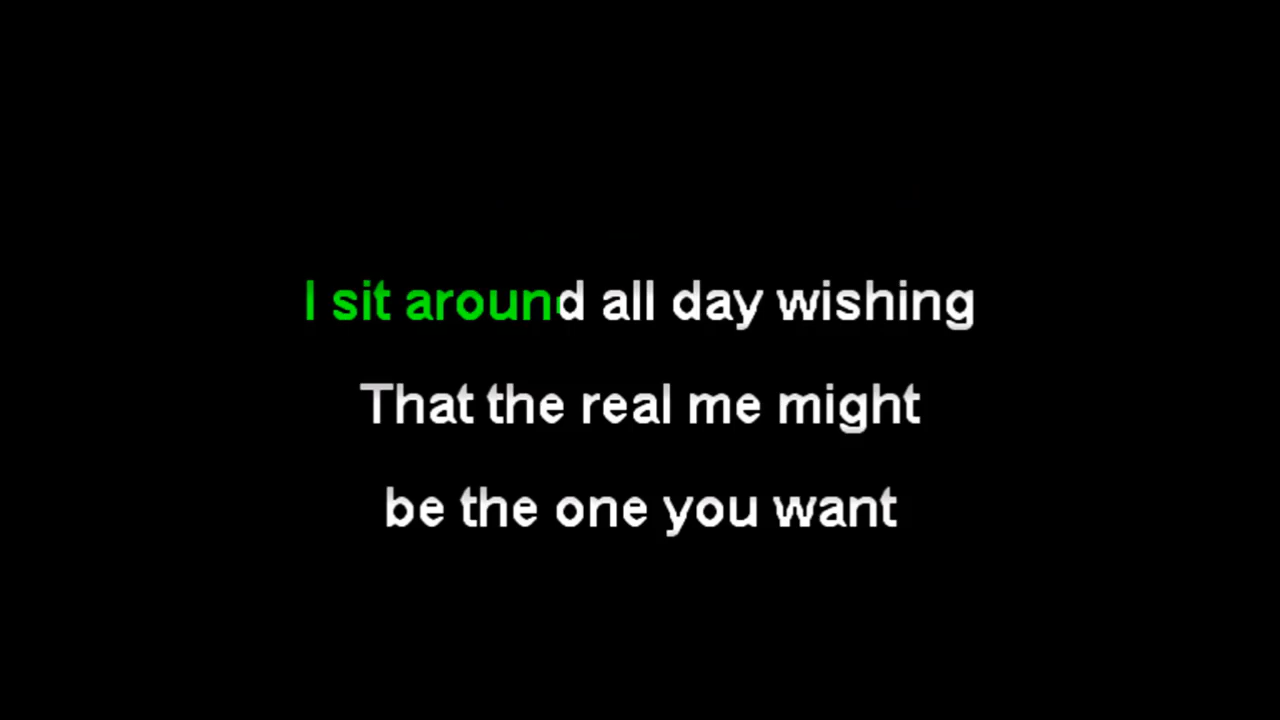 I sit around all day wishing
That the real me might
be the one you want